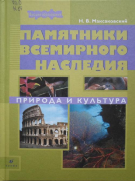 Н. В. Максаковский
ПАМЯТНИКИ
ВСЕМИРНОГО
НАСЛЕДИЯ
ПРИРОДА И КУЛЬТУРА